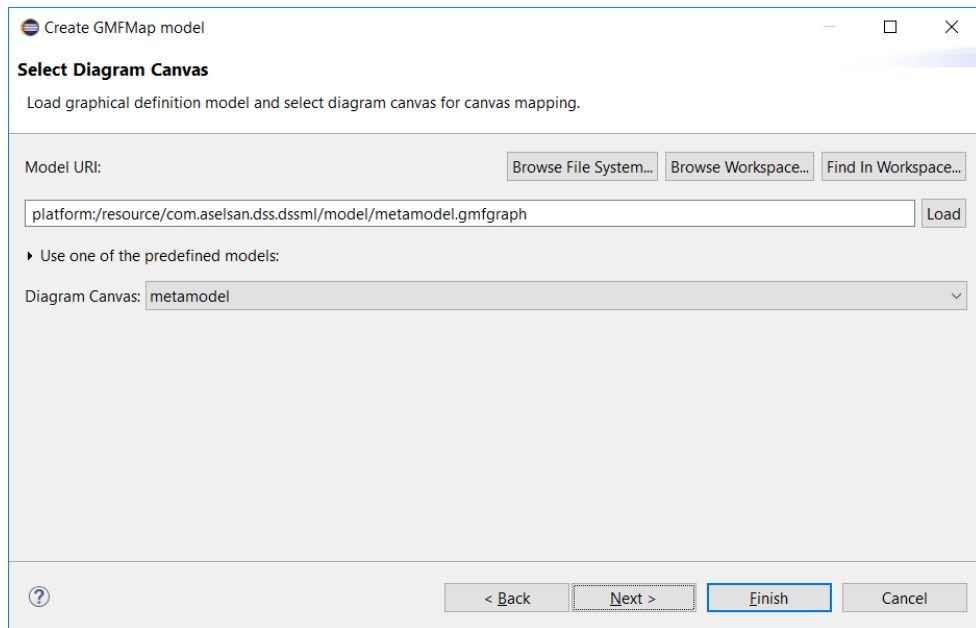 Create GMFMap model
Select Diagram Canvas
Load graphical definition model and select diagram canvas for canvas mapping.
Model URI:
Browse File System...
Browse Workspace...
Find In Workspace...
platform:/resource/com.aselsan.dss.dssml/model/metamodel.gmfgraph
Load
Use one of the predefined models:
Diagram Canvas: metamodel
?
< Back
Next >
Finish
Cancel